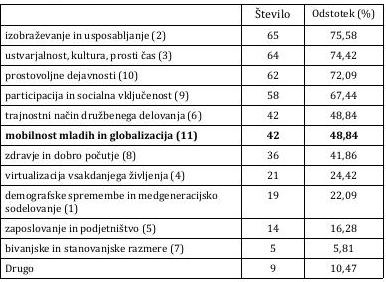 Število Odstotek (%)
izobraževanje in usposabljanje (2) 65 75,58
ustvarjalnost, kultura, prosti čas (3) 64 74,42
prostovoljne dejavnosti (10) 62 72,09
participacija in socialna vključenost (9) 58 67,44
trajnostni način družbenega delovanja (6) 42 48,84
mobilnost mladih in globalizacija (11) 42 48,84
zdravje in dobro počutje (8) 36 41,86
virtualizacija vsakdanjega življenja (4) 21 24,42
demografske spremembe in medgeneracijsko 19 22,09
sodelovanje (1)
zaposlovanje in podjetništvo (5) 14 16,28
bivanjske in stanovanjske razmere (7) 5 5,81
Drugo 9 10,47